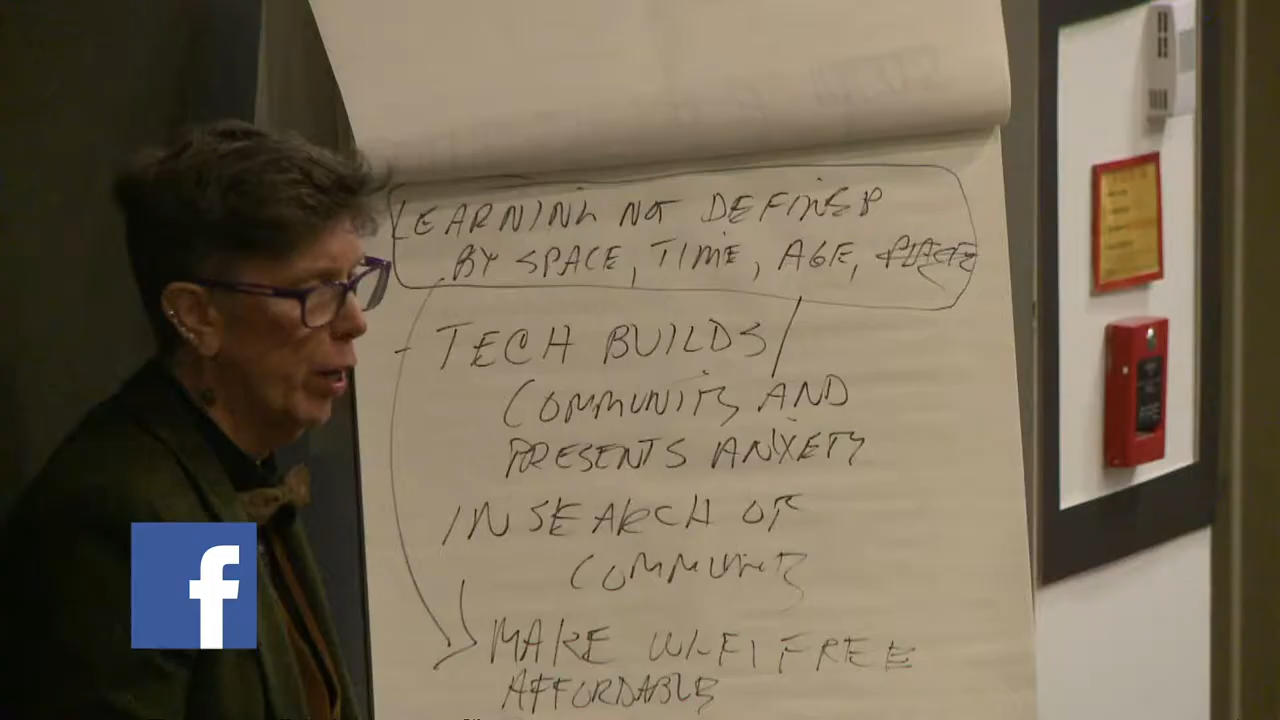 LEARNING NOT DEFINED
BY SPACE, TIME, AGE, PLACE
- TECH BUILDS/
COMMUNITY AND
PRESENTS ANXIETY
IN SEARCH OF
COMMUNITY
MAKE WI-FI FREE
AFFORDABLE
f
FIRE